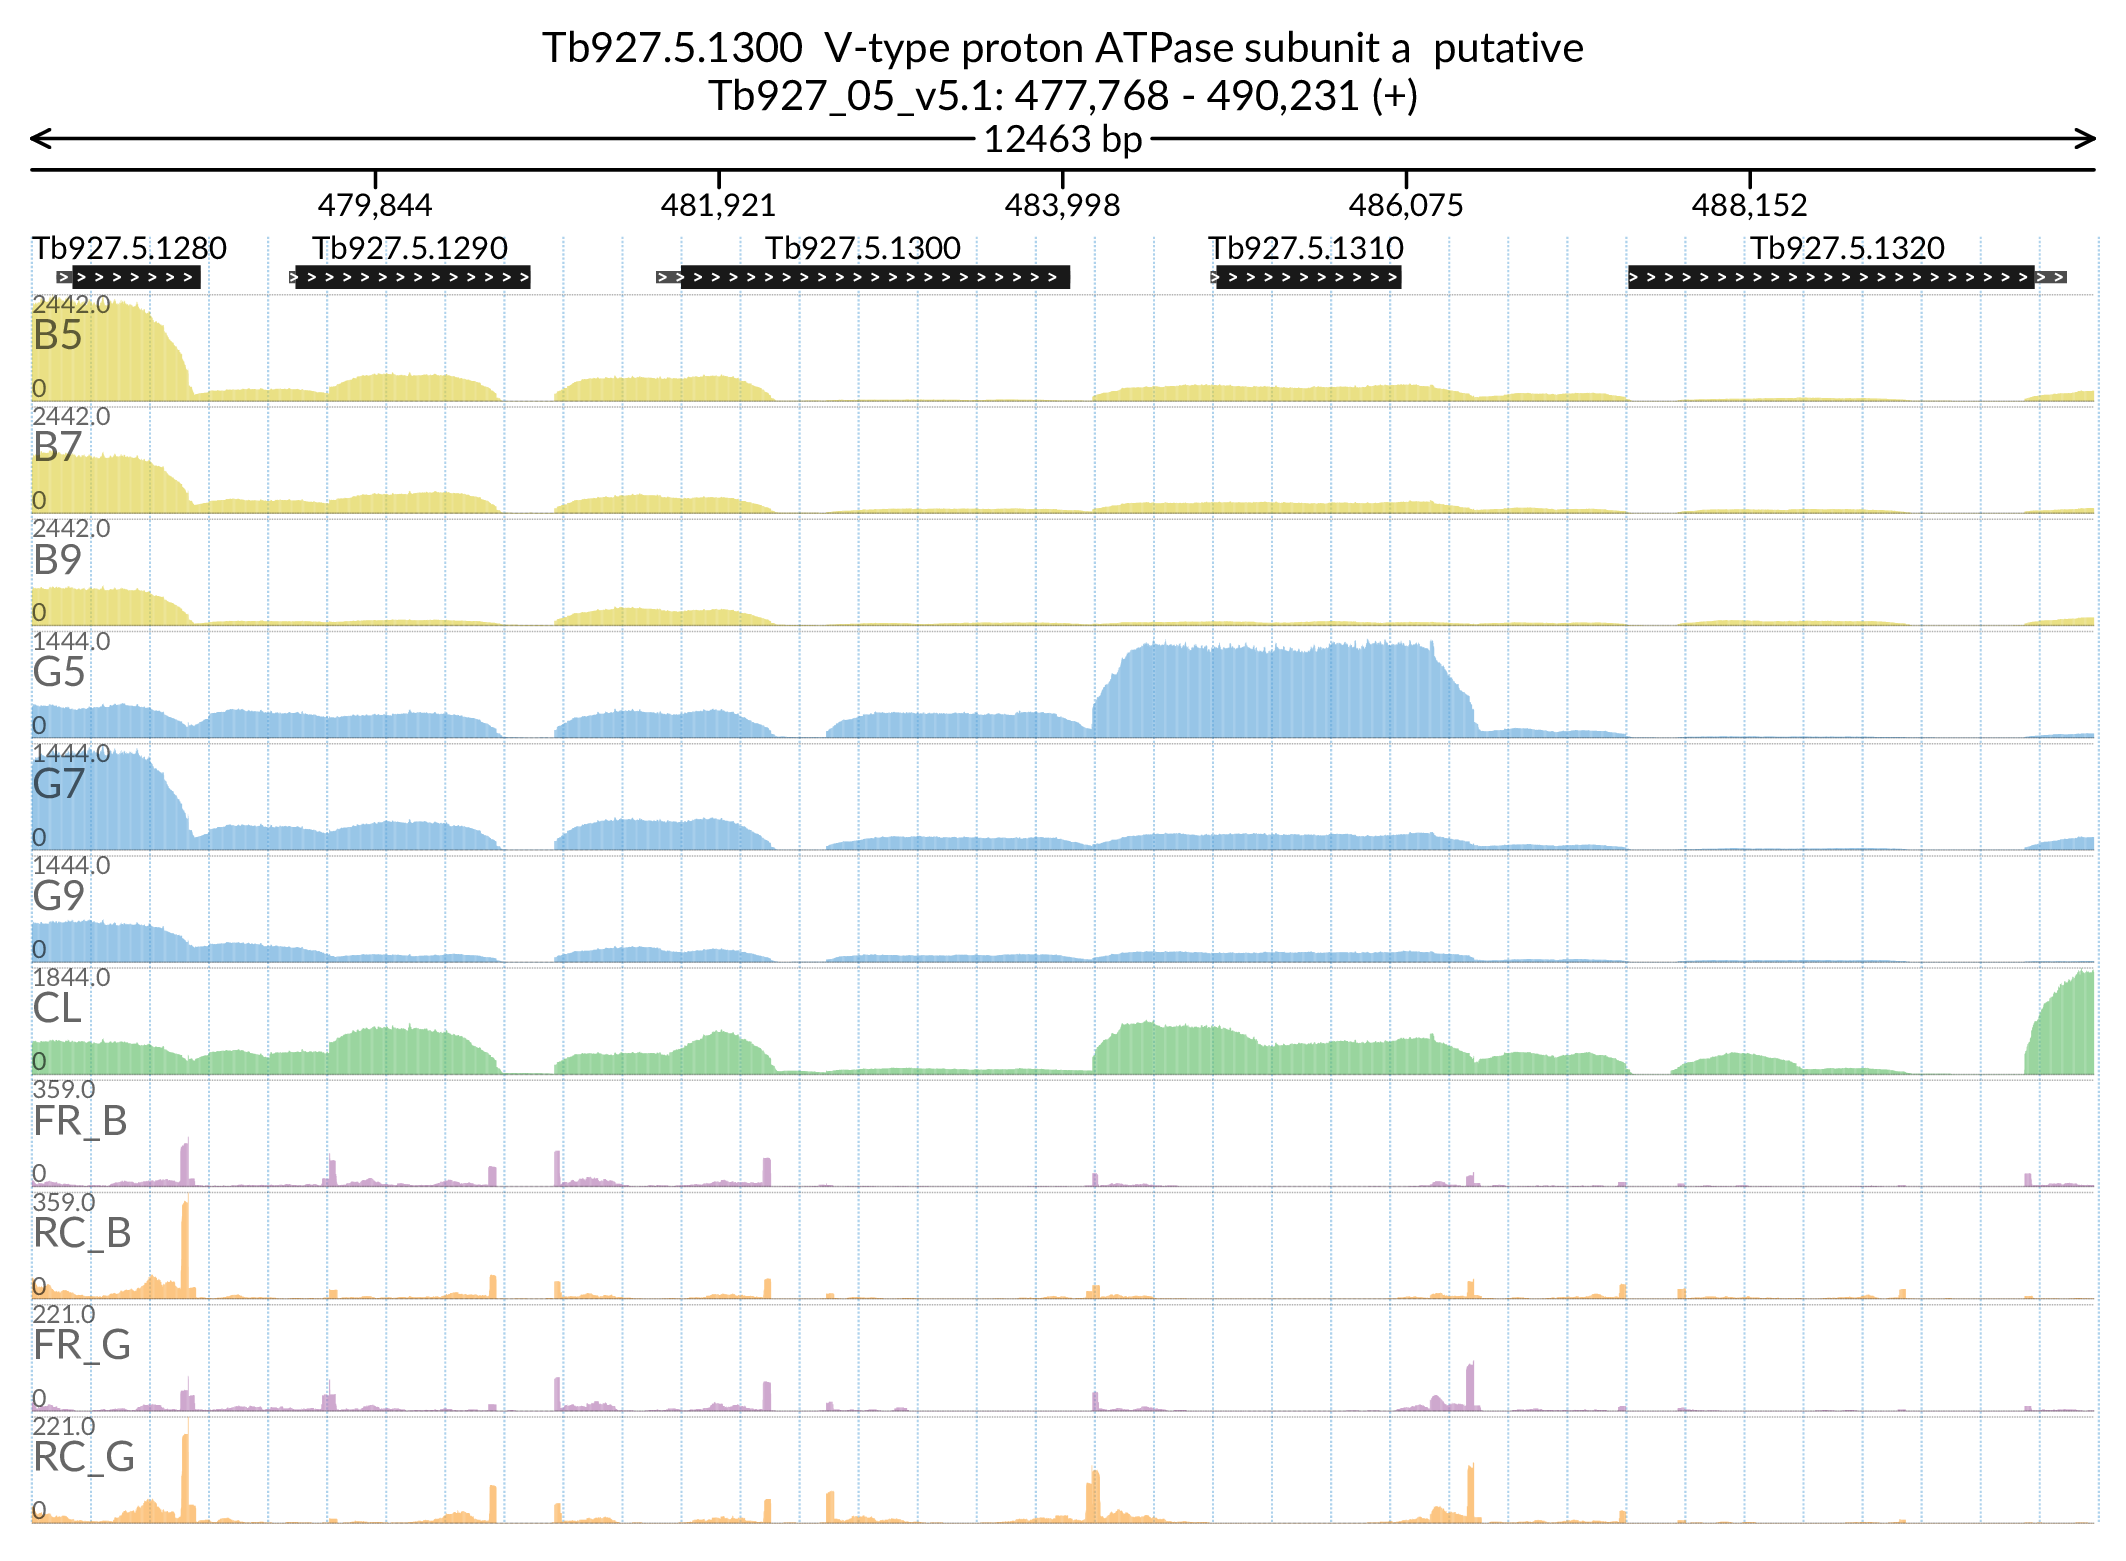 Tb927.5.1300  V-type proton ATPase subunit a  putative
Tb927_05_v5.1: 477,768 - 490,231 (+)
12463 bp
479,844 481,921 483,998 486,075 488,152
Tb927.5.1280 Tb927.5.1290 Tb927.5.1300 Tb927.5.1310 Tb927.5.1320
2442.0
B5
0
2442.0
B7
0
2442.0
B9
0
1444.0
G5
0
1444.0
G7
0
1444.0
G9
0
1844.0
CL
0
359.0
FR_B
0
359.0
RC_B
0
221.0
FR_G
0
221.0
RC_G
0